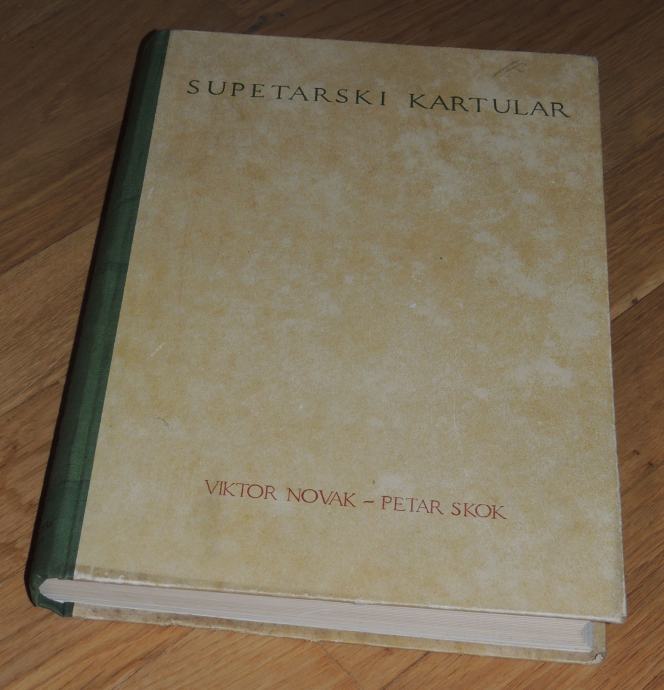 SUPETARSKI KARTULAR
VIKTOR NOVAK – PETAR SKOK